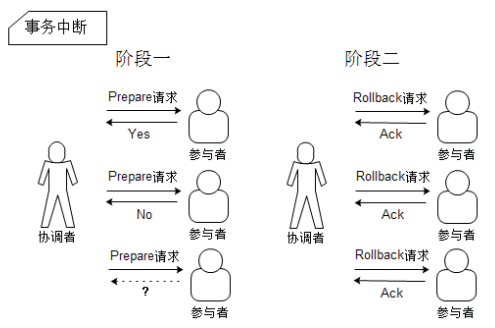 事务中断
阶段一
阶段二
Prepare请求
Yes
参与者
Prepare请求
No
参与者
Prepare请求
?
参与者
协调者
Rollback请求
Ack
参与者
Rollback请求
Ack
参与者
Rollback请求
Ack
参与者
协调者